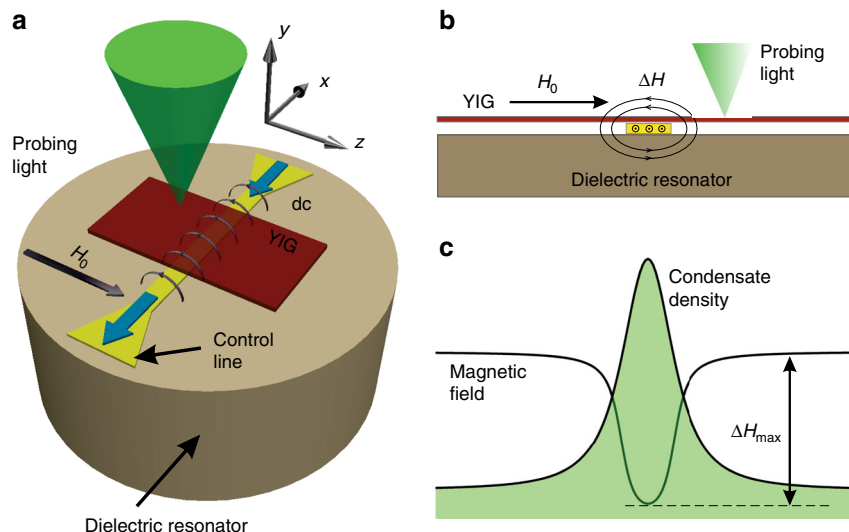 a
y
x
z
Probing
light
dc
YIG
H0
Control
line
Dielectric resonator
b
Probing
light
YIG
H0
ΔH
Dielectric resonator
c
Condensate
density
Magnetic
field
ΔHmax